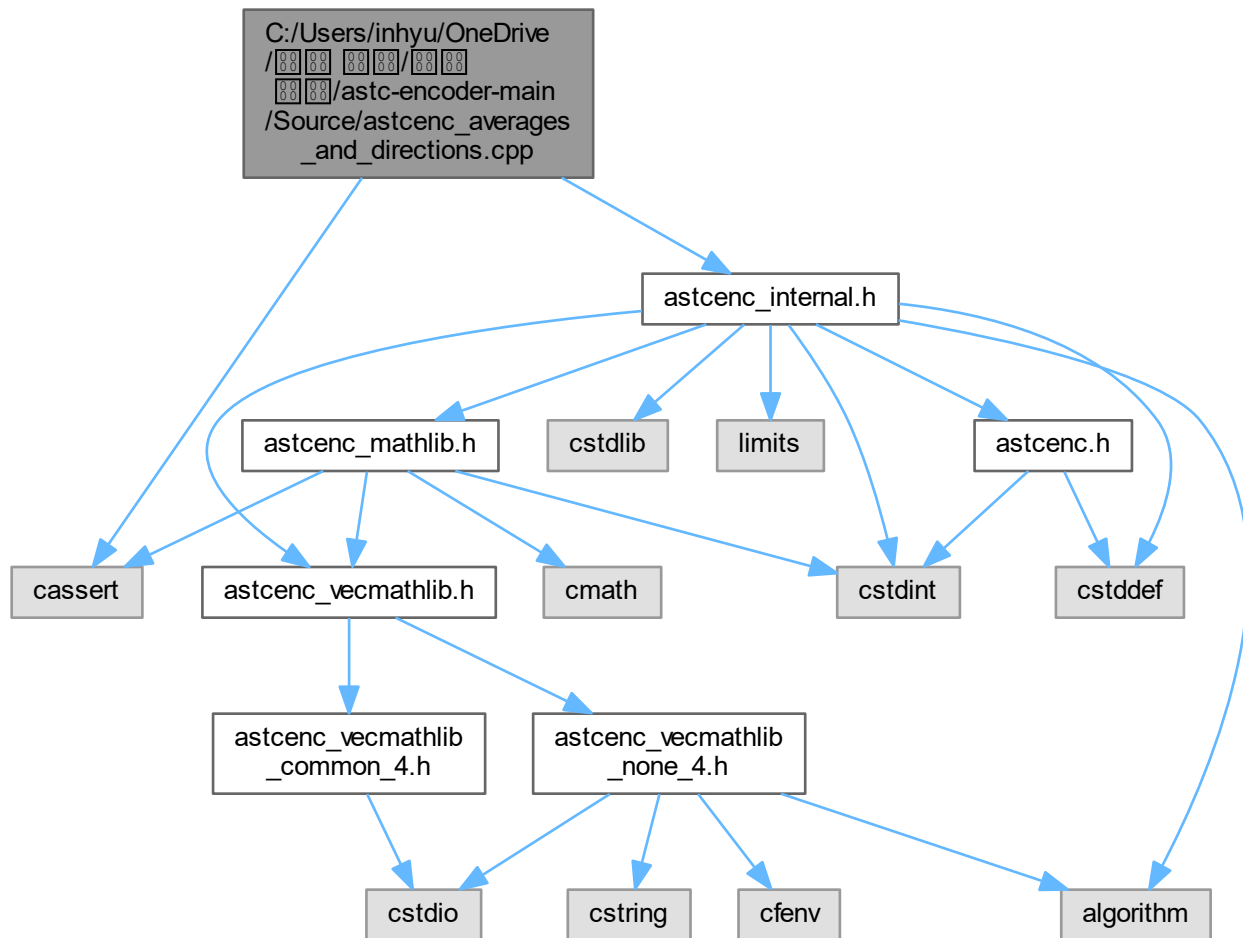 C:/Users/inhyu/OneDrive
/
/
/astc-encoder-main
/Source/astcenc_averages
_and_directions.cpp
astcenc_internal.h
astcenc_mathlib.h
cstdlib
limits
astcenc.h
cassert
astcenc_vecmathlib.h
cmath
cstdint
cstddef
astcenc_vecmathlib
_common_4.h
astcenc_vecmathlib
_none_4.h
cstdio
cstring
cfenv
algorithm